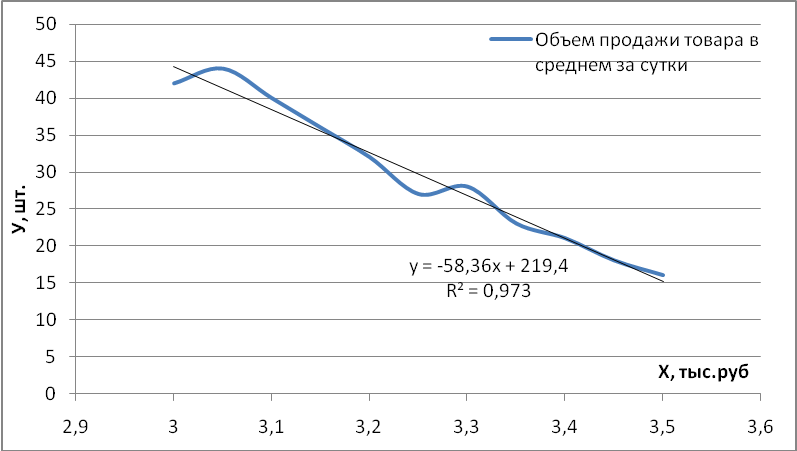 50
45
40
35
30
25
20
15
10
5
0
У, шт.
Объем продажи товара в
среднем за сутки
y = -58,36x + 219,4
R² = 0,973
Х, тыс.руб
2,9 3 3,1 3,2 3,3 3,4 3,5 3,6